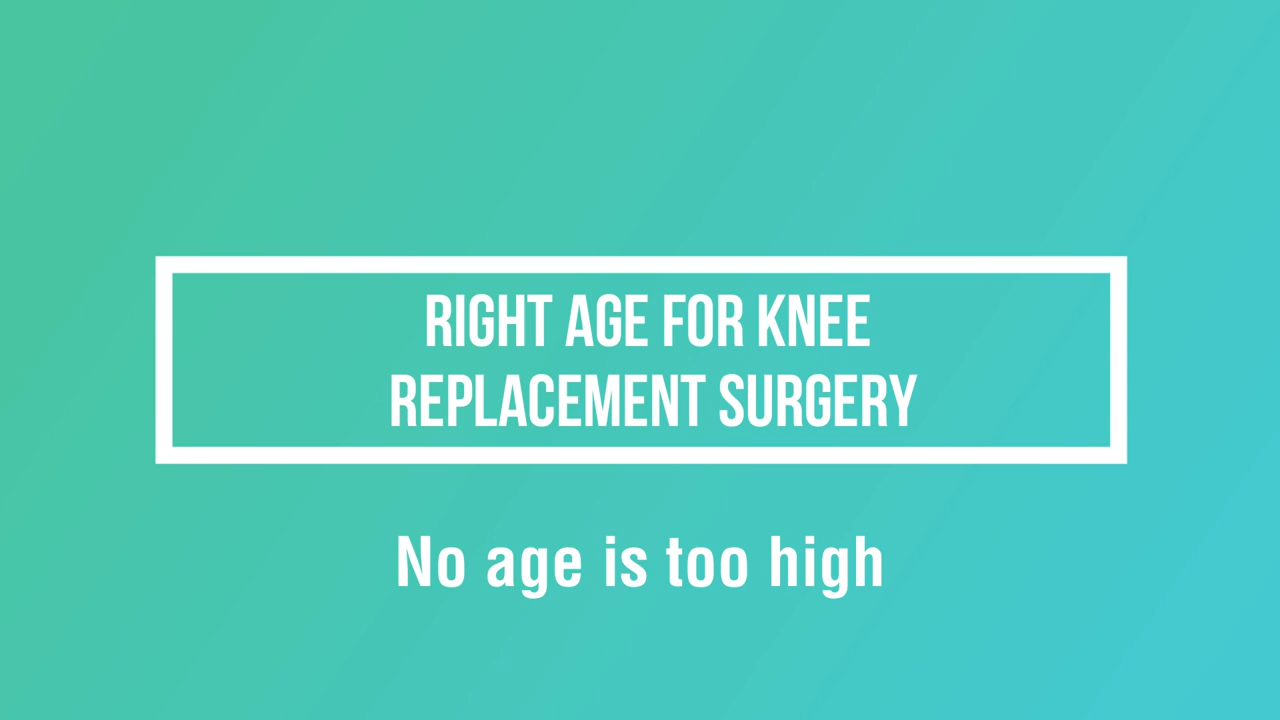 RIGHT AGE FOR KNEE
REPLACEMENT SURGERY
No age is too high